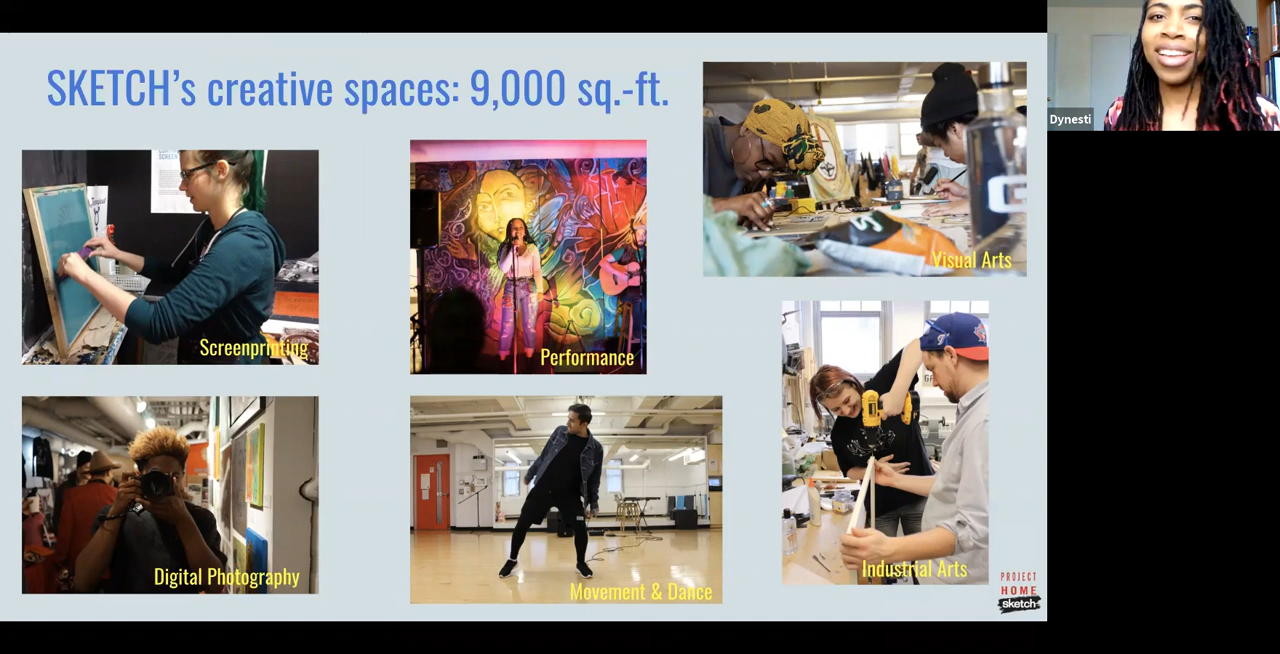 SKETCH's creative spaces: 9,000 sq.-ft.
Screenprinting
Performance
Visual Arts
Digital Photography
Movement & Dance
Industrial Arts
PROJECT
HOME
sketch
Dynesti